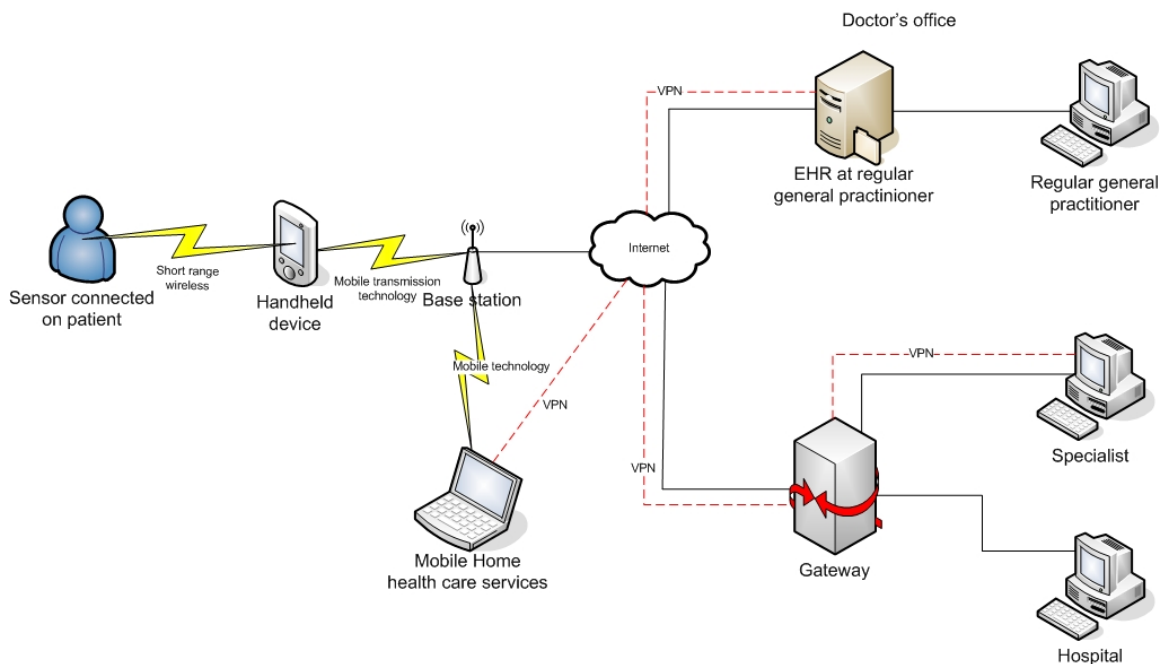 Doctor's office
VPN
EHR at regular
general practinioner
Regular general
practitioner
Internet
Short range
wireless
Mobile transmission
technology
Sensor connected
on patient
Handheld
device
Base station
Mobile technology
VPN
VPN
VPN
Specialist
Mobile Home
health care services
Gateway
Hospital